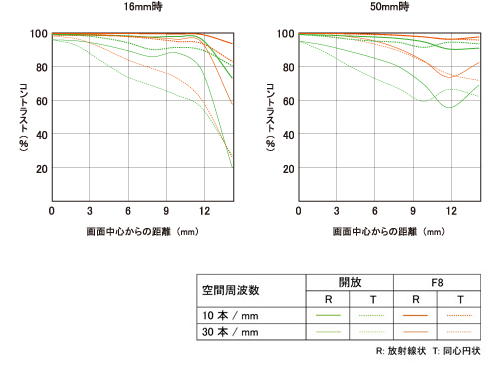 16mm時
50mm時
コントラスト(%)
100
80
60
40
20
0 3 6 9 12
画面中心からの距離 (mm)
コントラスト(%)
100
80
60
40
20
0 3 6 9 12
画面中心からの距離 (mm)
空間周波数 開放 F8
R T R T
10 本 / mm
30 本 / mm
R: 放射線状 T: 同心円状